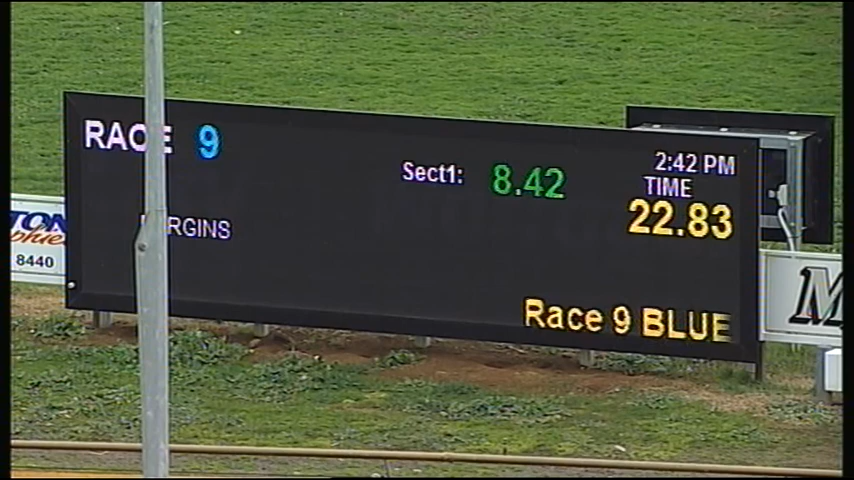 RACE 9
Sect1: 8.42
2:42 PM
TIME
22.83
MARGINS
Race 9 BLUE
8440